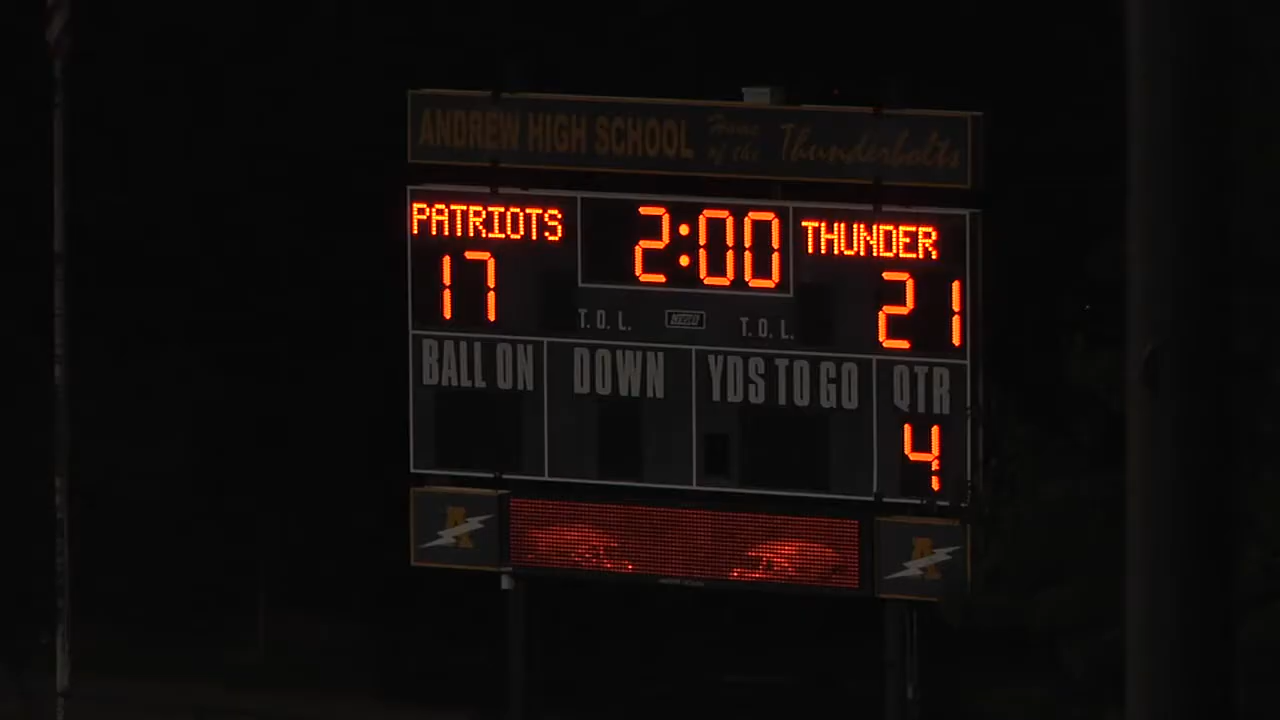 ANDREW HIGH SCHOOL Home of the Thunderbolts
PATRIOTS 2:00 THUNDER
17 21
T.O.L. NEVCO T.O.L.
BALL ON DOWN YDS TO GO QTR
4
A A